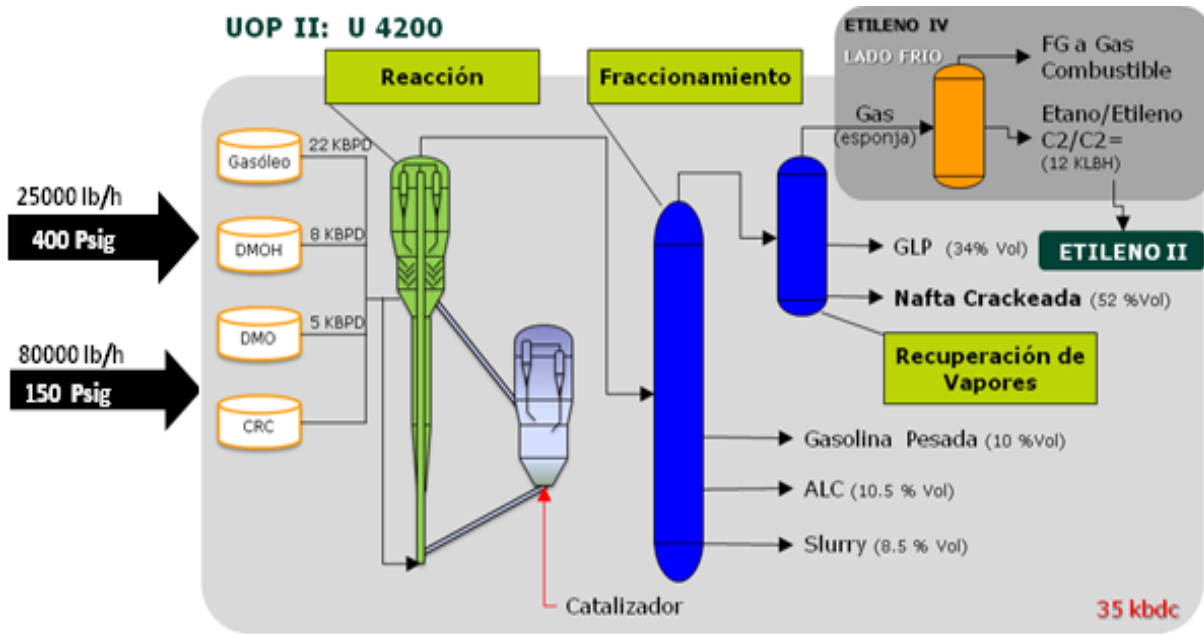 UOP II: U 4200
ETILENO IV
LADO FRIO
FG a Gas
Combustible
Reacción
Fraccionamiento
Gas
(esponja)
Etano/Etileno
C2/C2=
(12 KLBH)
22 KBPD
Gasóleo
25000 lb/h
400 Psig
8 KBPD
DMOH
GLP (34% Vol)
ETILENO II
Nafta Crackeada (52 %Vol)
5 KBPD
DMO
80000 lb/h
150 Psig
Recuperación de
Vapores
CRC
Gasolina Pesada (10 %Vol)
ALC (10.5 % Vol)
Slurry (8.5 % Vol)
Catalizador
35 kbdc